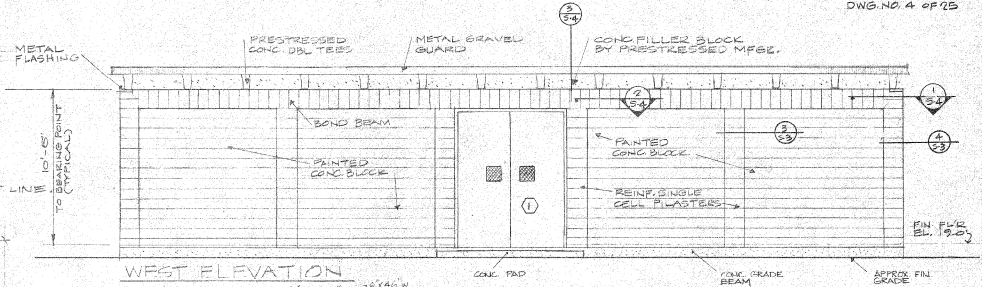 DWG. NO. 4 OF 25
3
S-4
METAL
FLASHING
PRESTRESSED
CONC. DBL TEES
METAL GRAVEL
GUARD
CONC. FILLER BLOCK
BY PRESTRESSED MFGR.
2
S-4
1
S-4
BOND BEAM
3
S-3
4
S-3
10'-8"
TO BEARING POINT
(TYPICAL)
LINE
PAINTED
CONC. BLOCK
PAINTED
CONC. BLOCK
REINF. SINGLE
CELL PILASTERS
1
FIN FL'R
EL. 19.0
WEST ELEVATION
CONC. PAD
CONC. GRADE
BEAM
APPROX. FIN.
GRADE